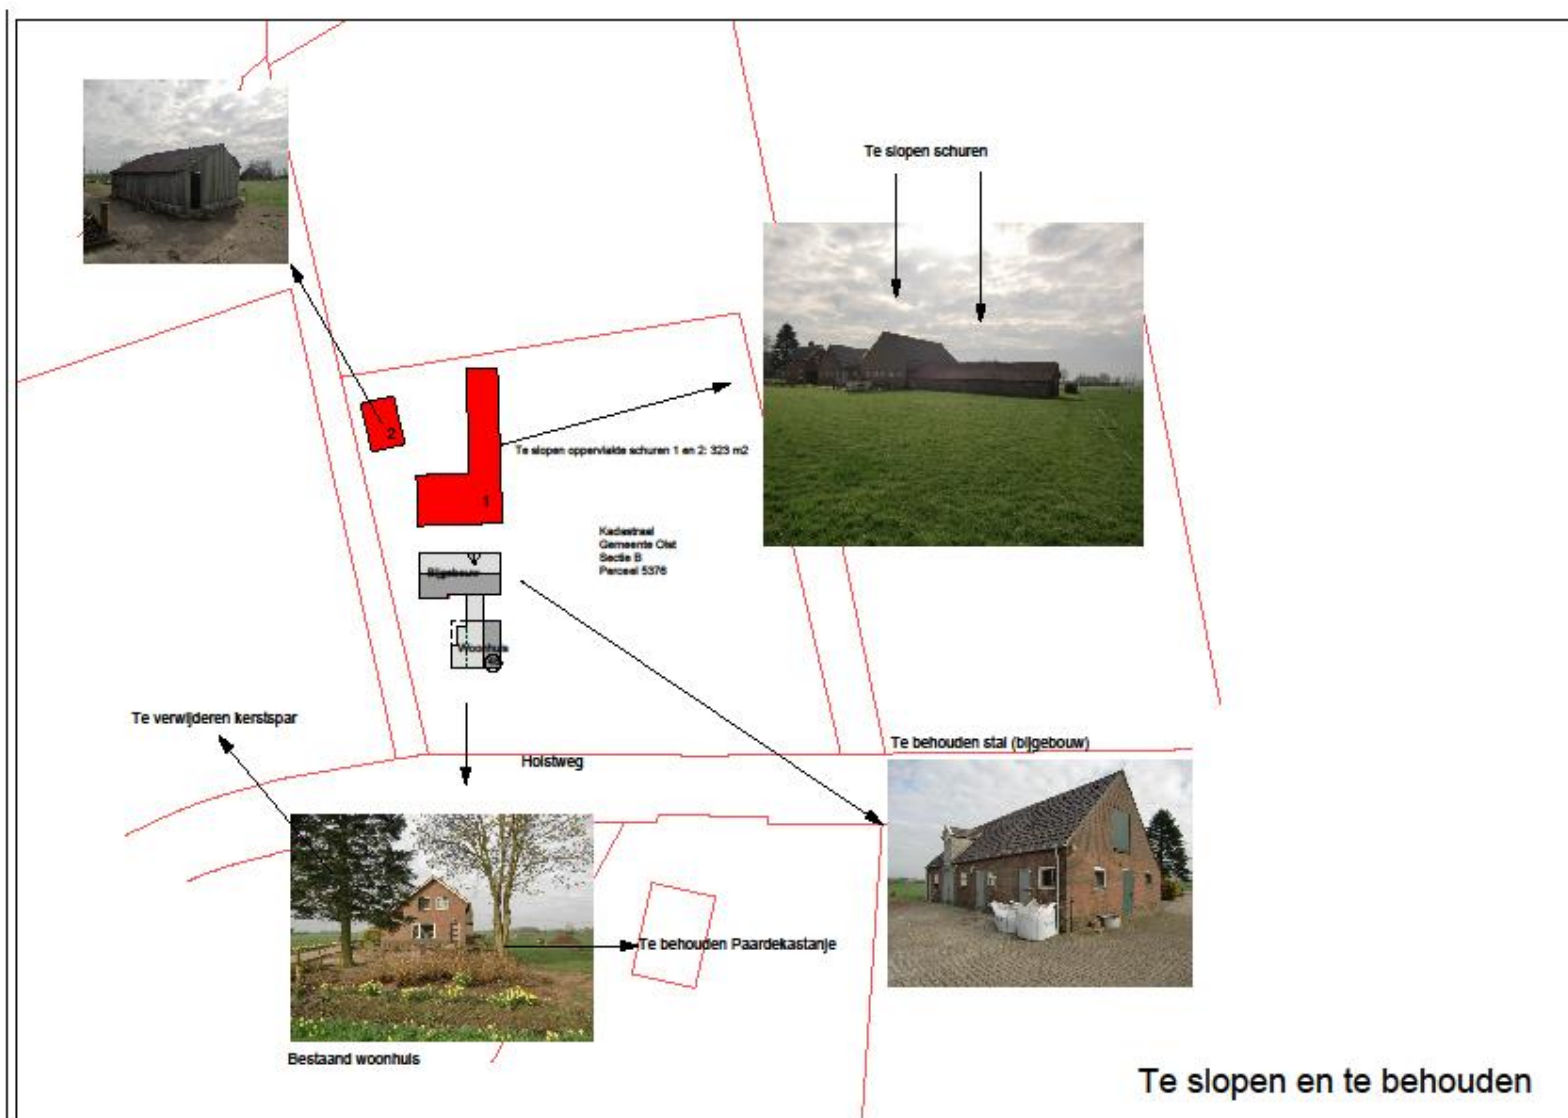 Te slopen schuren
2
Te slopen oppervlakte schuren 1 en 2: 323 m2
1
Kadastraal
Gemeente Olst
Sectie B
Perceel 5376
Bijgebouw
Woonhuis
Te verwijderen kerstspar
Te behouden stal (bijgebouw)
Holstweg
Te behouden Paardekastanje
Bestaand woonhuis
Te slopen en te behouden